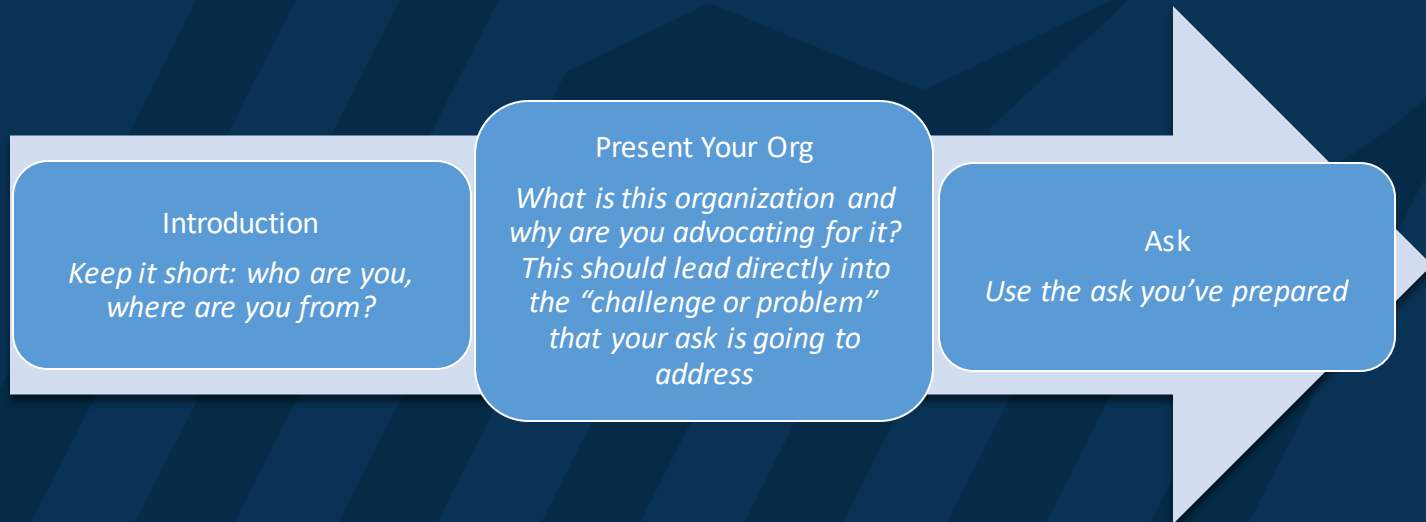 Introduction
Keep it short: who are you,
where are you from?
Present Your Org
What is this organization and
why are you advocating for it?
This should lead directly into
the “challenge or problem”
that your ask is going to
address
Ask
Use the ask you’ve prepared